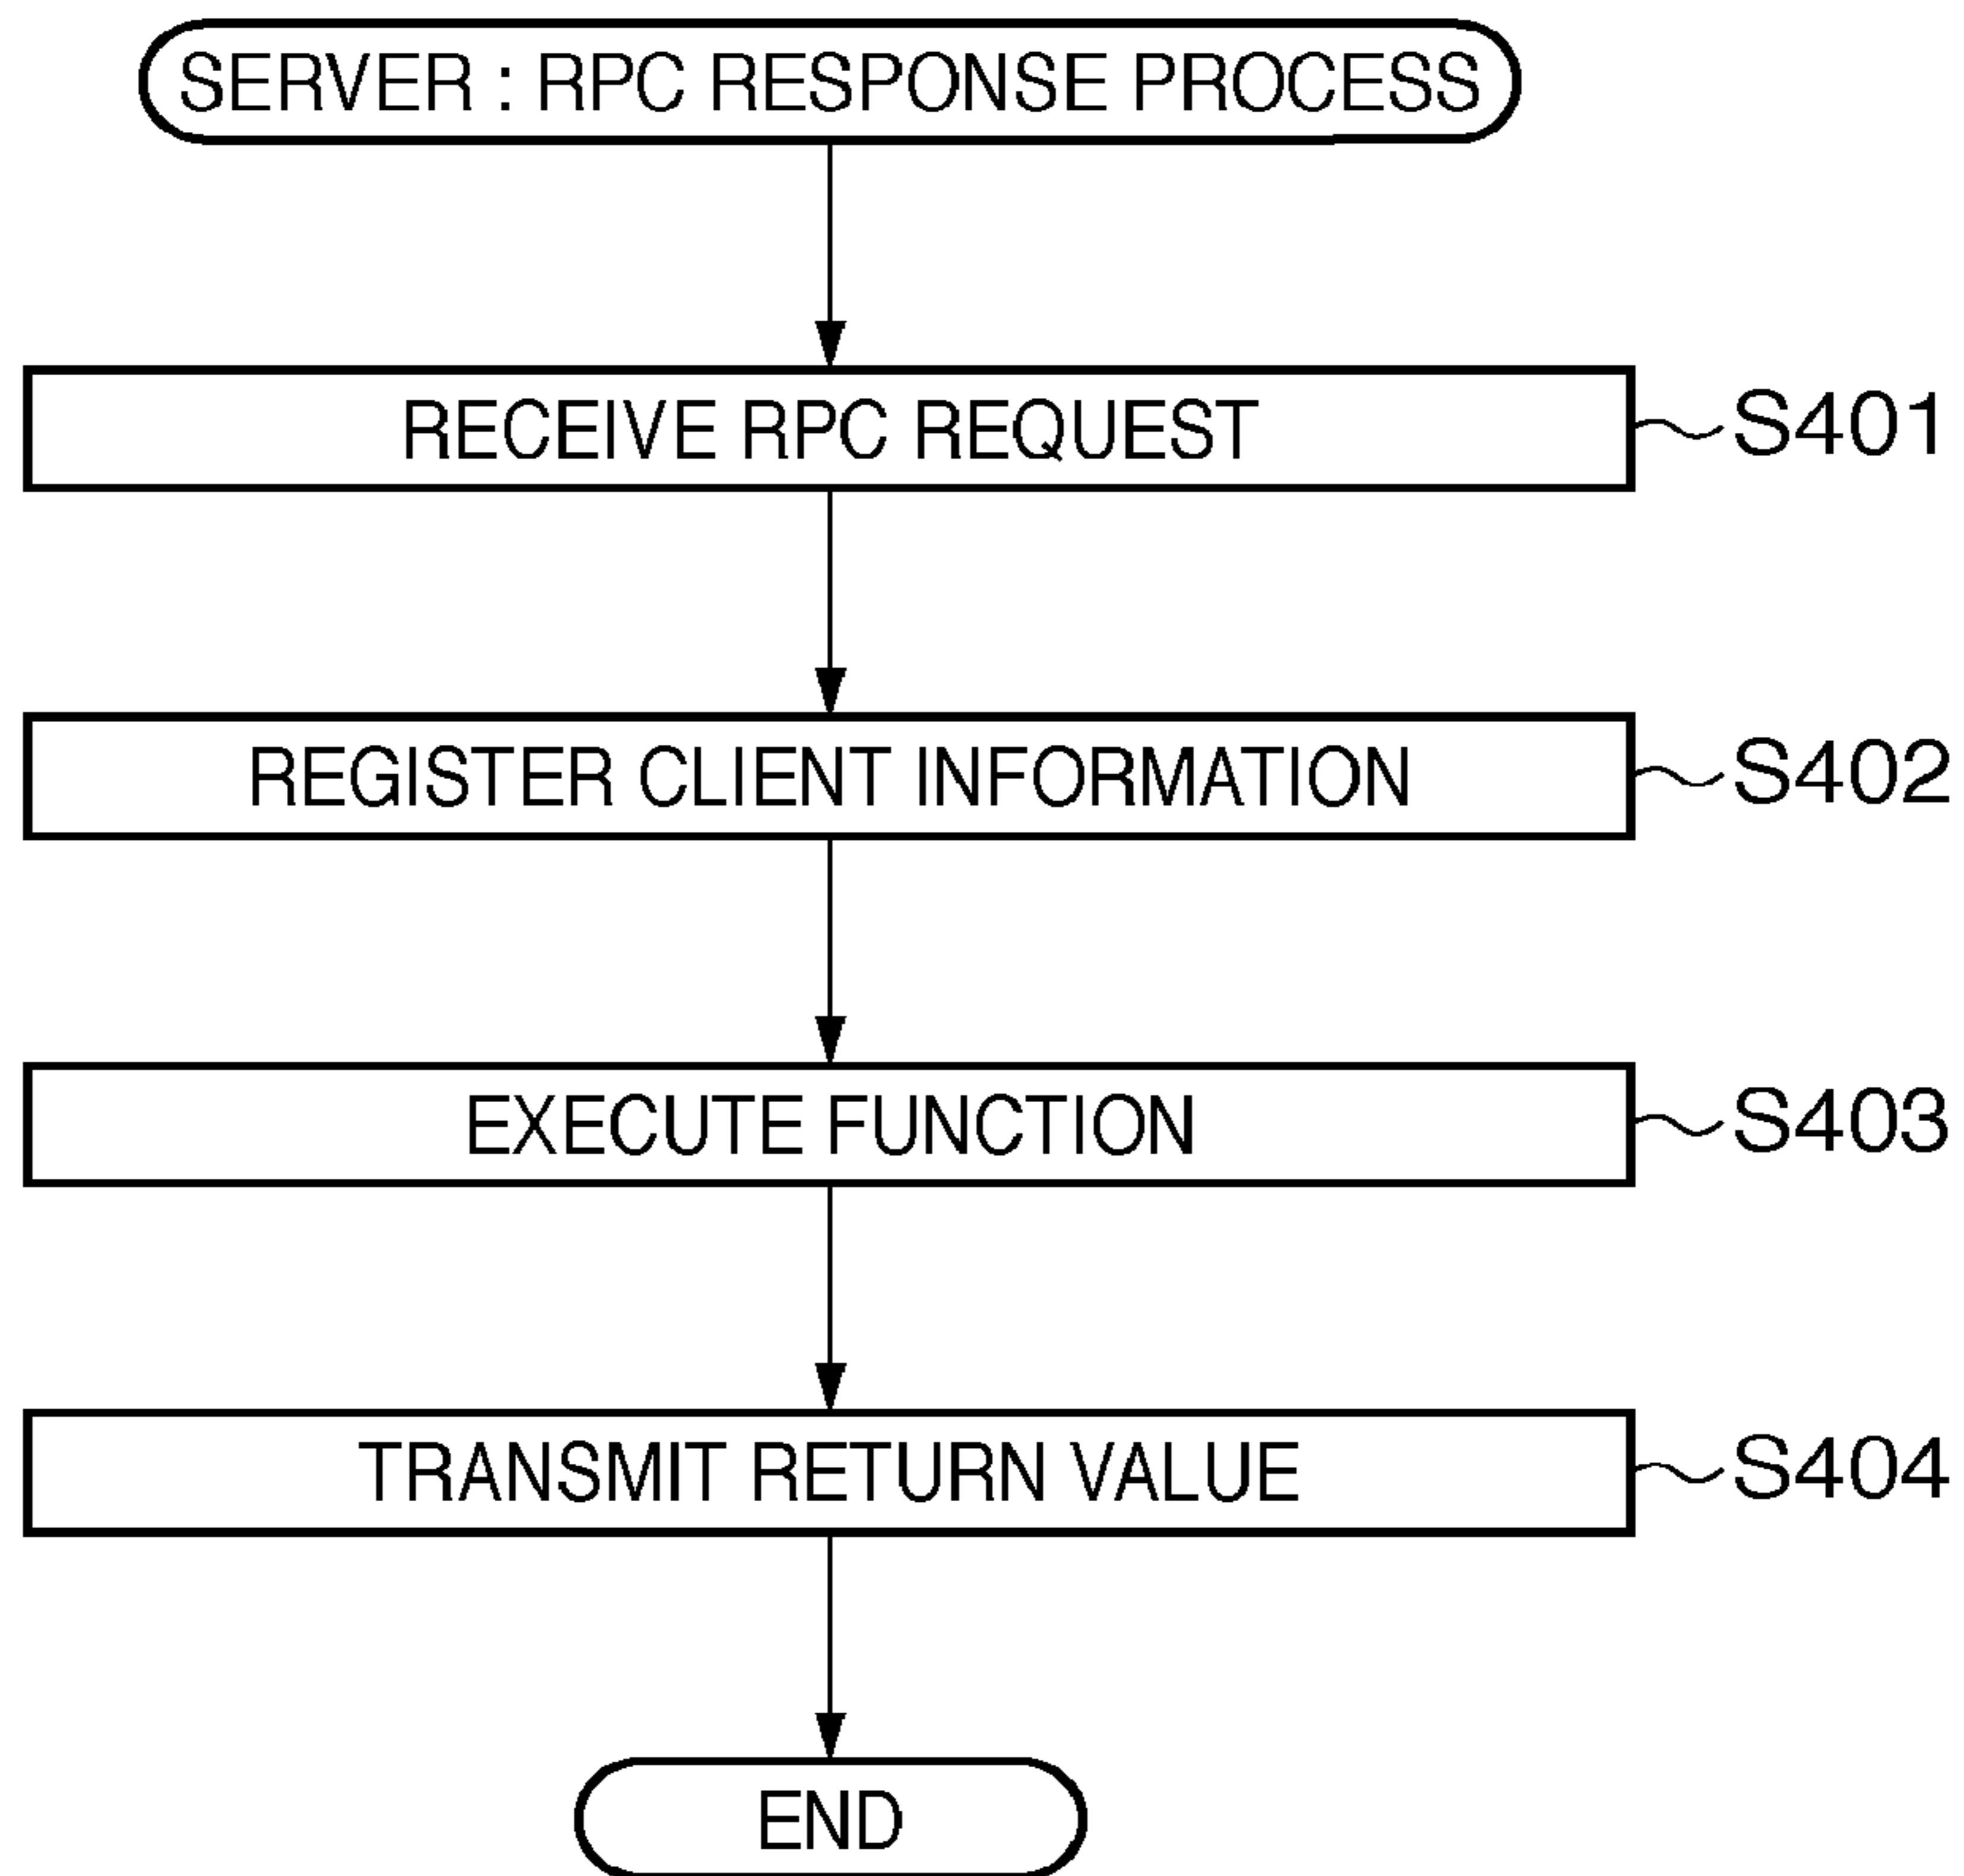 SERVER : RPC RESPONSE PROCESS
RECEIVE RPC REQUEST
S401
REGISTER CLIENT INFORMATION
S402
EXECUTE FUNCTION
S403
TRANSMIT RETURN VALUE
S404
END